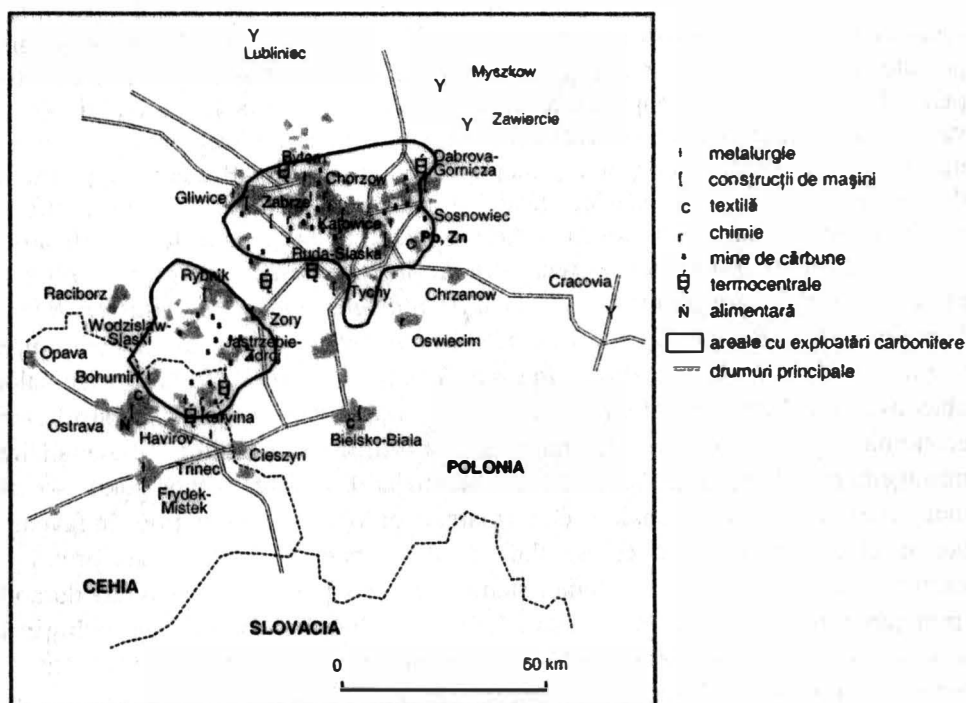 Y
Lubliniec
Myszkow
Y
Zawiercie
Y
Bytom
Dabrova-
Gornicza
Chorzow
Gliwice
Zabrze
Katowice
Sosnowiec
C Pb, Zn
Ruda-Slaska
Rybnik
Tychy
Chrzanow
Cracovia
Y
Raciborz
Zory
Oswiecim
Wodzislaw-
Slaski
Jastrzebie-
Zdroj
Opava
Bohumin
C
Karvina
Ostrava
N
Havirov
C
Bielsko-Biala
Trinec
Cieszyn
Frydek-
Mistek
POLONIA
CEHIA
SLOVACIA
0
50 km
metalurgie
construcții de mașini
C textilă
r chimie
mine de cărbune
termocentrale
N alimentară
areale cu exploatări carbonifere
drumuri principale